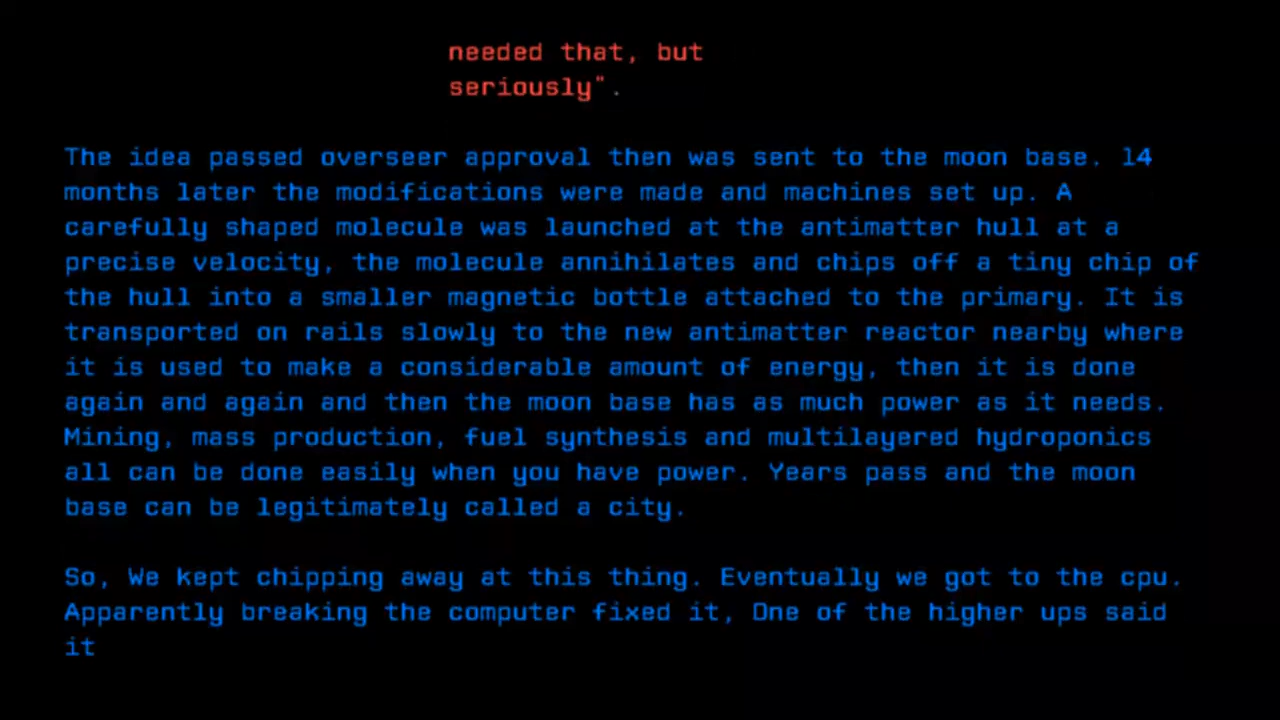 needed that, but
seriously".
The idea passed overseer approval then was sent to the moon base. 14
months later the modifications were made and machines set up. A
carefully shaped molecule was launched at the antimatter hull at a
precise velocity, the molecule annihilates and chips off a tiny chip of
the hull into a smaller magnetic bottle attached to the primary. It is
transported on rails slowly to the new antimatter reactor nearby where
it is used to make a considerable amount of energy, then it is done
again and again and then the moon base has as much power as it needs.
Mining, mass production, fuel synthesis and multilayered hydroponics
all can be done easily when you have power. Years pass and the moon
base can be legitimately called a city.
So, We kept chipping away at this thing. Eventually we got to the cpu.
Apparently breaking the computer fixed it, One of the higher ups said
it